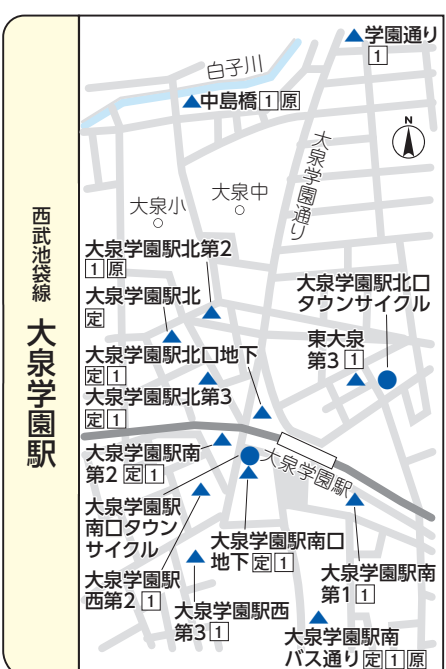 西武池袋線 大泉学園駅
学園通り
1
白子川
中島橋1原
N
大泉学園通り
大泉小
大泉中
大泉学園駅北第2
1原
大泉学園駅北
定
大泉学園駅北口
タウンサイクル
東大泉
第3 1
大泉学園駅北口地下
定1
大泉学園駅北第3
定1
大泉学園駅南
第2 定1
大泉学園駅
大泉学園駅
南口タウン
サイクル
大泉学園駅南口
地下定1
大泉学園駅
西第2 1
大泉学園駅西
第3 1
大泉学園駅南
第1 1
大泉学園駅南
バス通り定1原